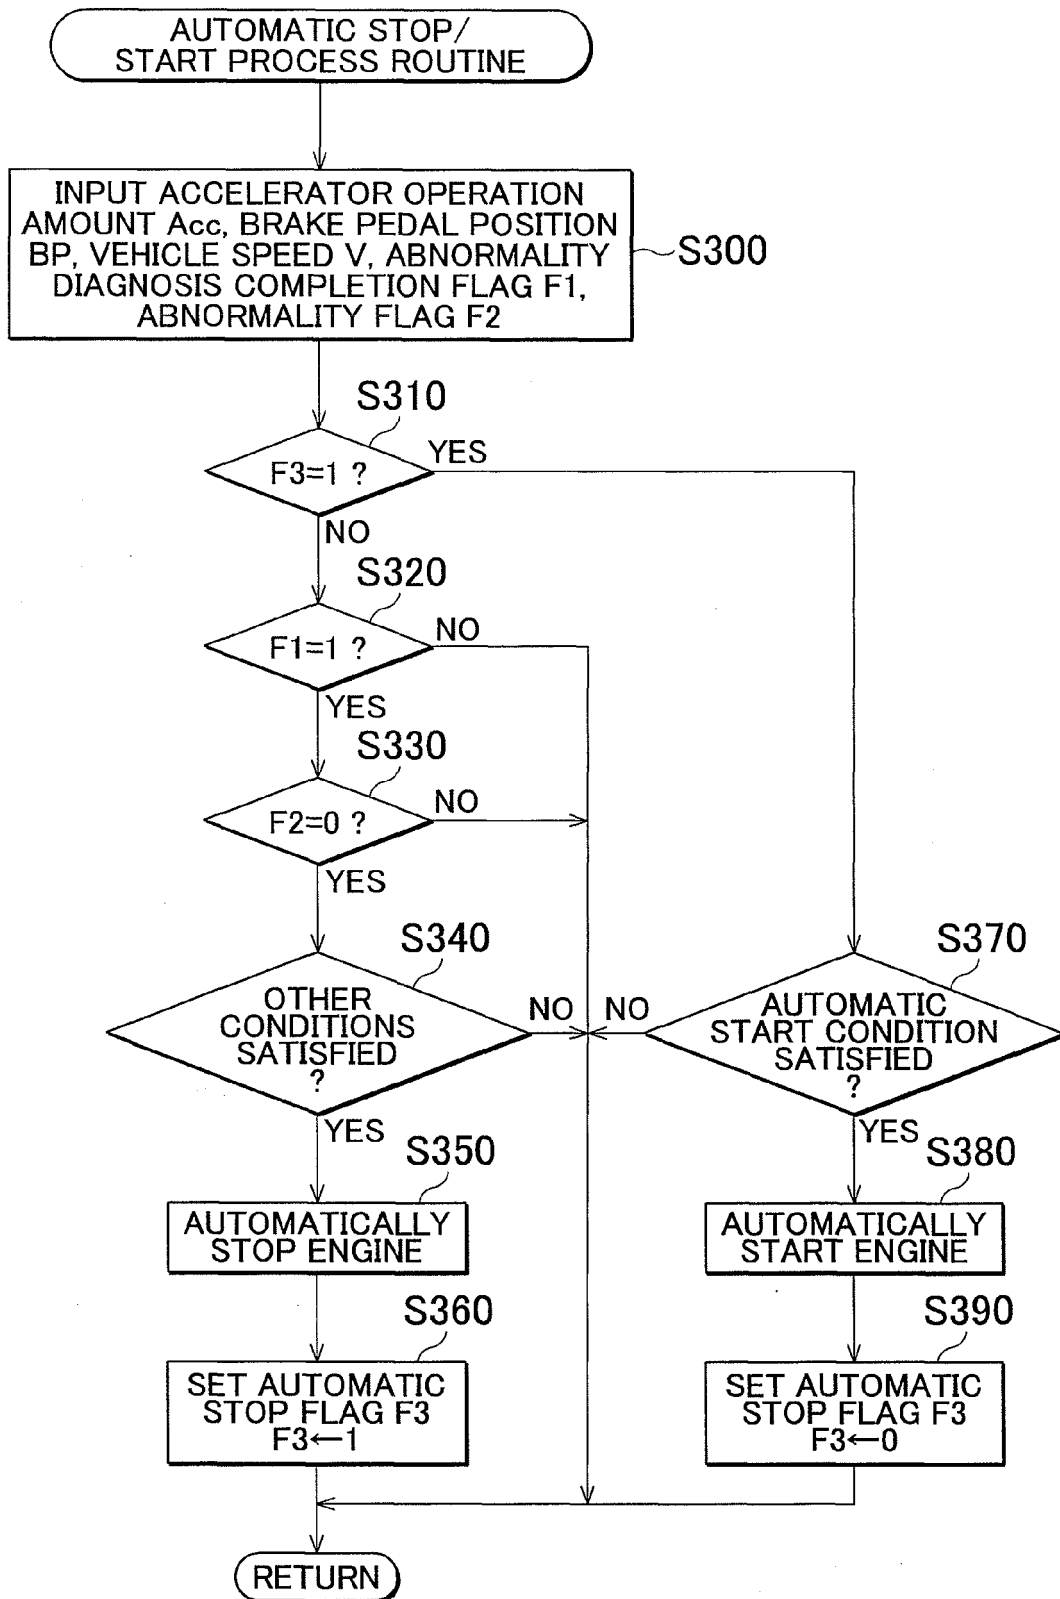 AUTOMATIC STOP/
START PROCESS ROUTINE
INPUT ACCELERATOR OPERATION
AMOUNT Acc, BRAKE PEDAL POSITION
BP, VEHICLE SPEED V, ABNORMALITY
DIAGNOSIS COMPLETION FLAG F1,
ABNORMALITY FLAG F2
S300
S310
F3=1 ?
YES
NO
S320
F1=1 ?
NO
YES
S330
F2=0 ?
NO
YES
S340
OTHER
CONDITIONS
SATISFIED
?
NO
YES
S370
AUTOMATIC
START CONDITION
SATISFIED
?
NO
YES
S350
AUTOMATICALLY
STOP ENGINE
S380
AUTOMATICALLY
START ENGINE
S360
SET AUTOMATIC
STOP FLAG F3
F3←1
S390
SET AUTOMATIC
STOP FLAG F3
F3←0
RETURN